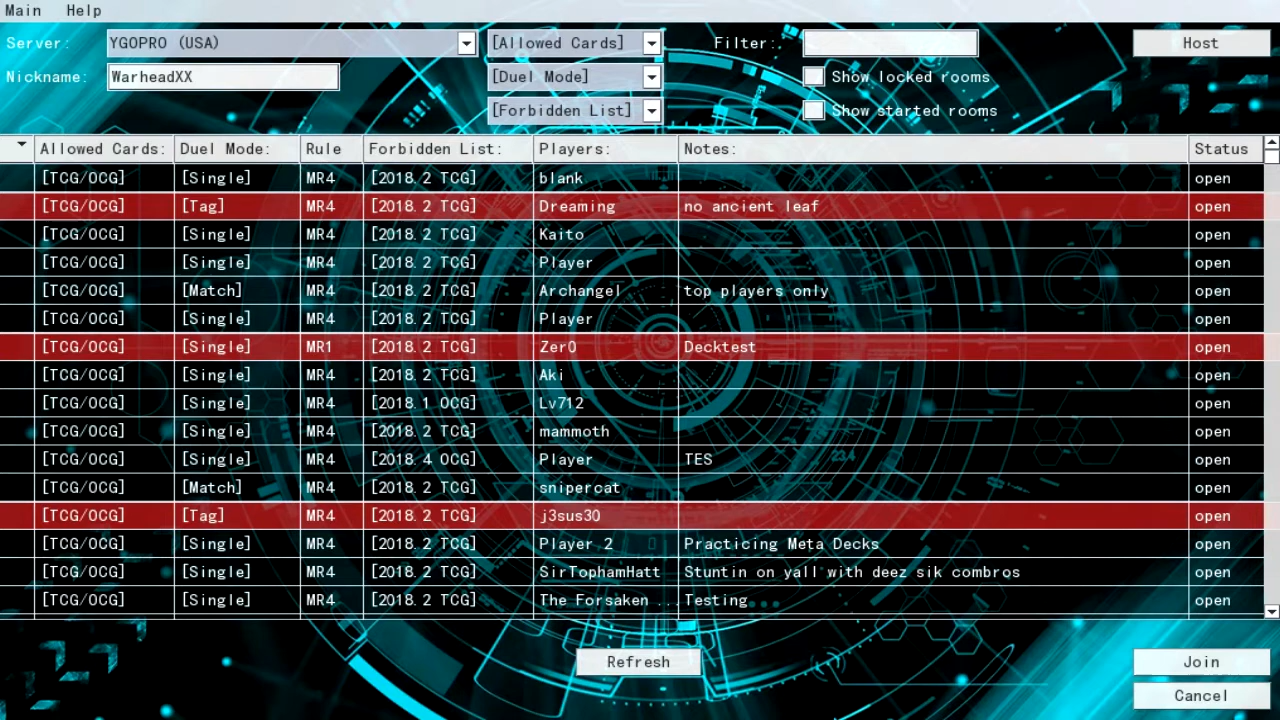 Main Help
Server: YGOPRO (USA) [Allowed Cards] Filter: Host
Nickname: WarheadXX [Duel Mode] Show locked rooms
[Forbidden List] Show started rooms
Allowed Cards: Duel Mode: Rule Forbidden List: Players: Notes: Status
[TCG/OCG] [Single] MR4 [2018.2 TCG] blank open
[TCG/OCG] [Tag] MR4 [2018.2 TCG] Dreaming no ancient leaf open
[TCG/OCG] [Single] MR4 [2018.2 TCG] Kaito open
[TCG/OCG] [Single] MR4 [2018.2 TCG] Player open
[TCG/OCG] [Match] MR4 [2018.2 TCG] Archangel top players only open
[TCG/OCG] [Single] MR4 [2018.2 TCG] Player open
[TCG/OCG] [Single] MR1 [2018.2 TCG] Zer0 Decktest open
[TCG/OCG] [Single] MR4 [2018.2 TCG] Aki open
[TCG/OCG] [Single] MR4 [2018.1 OCG] Lv712 open
[TCG/OCG] [Single] MR4 [2018.2 TCG] mammoth open
[TCG/OCG] [Single] MR4 [2018.4 OCG] Player TES open
[TCG/OCG] [Match] MR4 [2018.2 TCG] snipercat open
[TCG/OCG] [Tag] MR4 [2018.2 TCG] j3sus30 open
[TCG/OCG] [Single] MR4 [2018.2 TCG] Player 2 Practicing Meta Decks open
[TCG/OCG] [Single] MR4 [2018.2 TCG] SirTophamHatt Stuntin on yall with deez sik combros open
[TCG/OCG] [Single] MR4 [2018.2 TCG] The Forsaken ... Testing open
Refresh
Join
Cancel